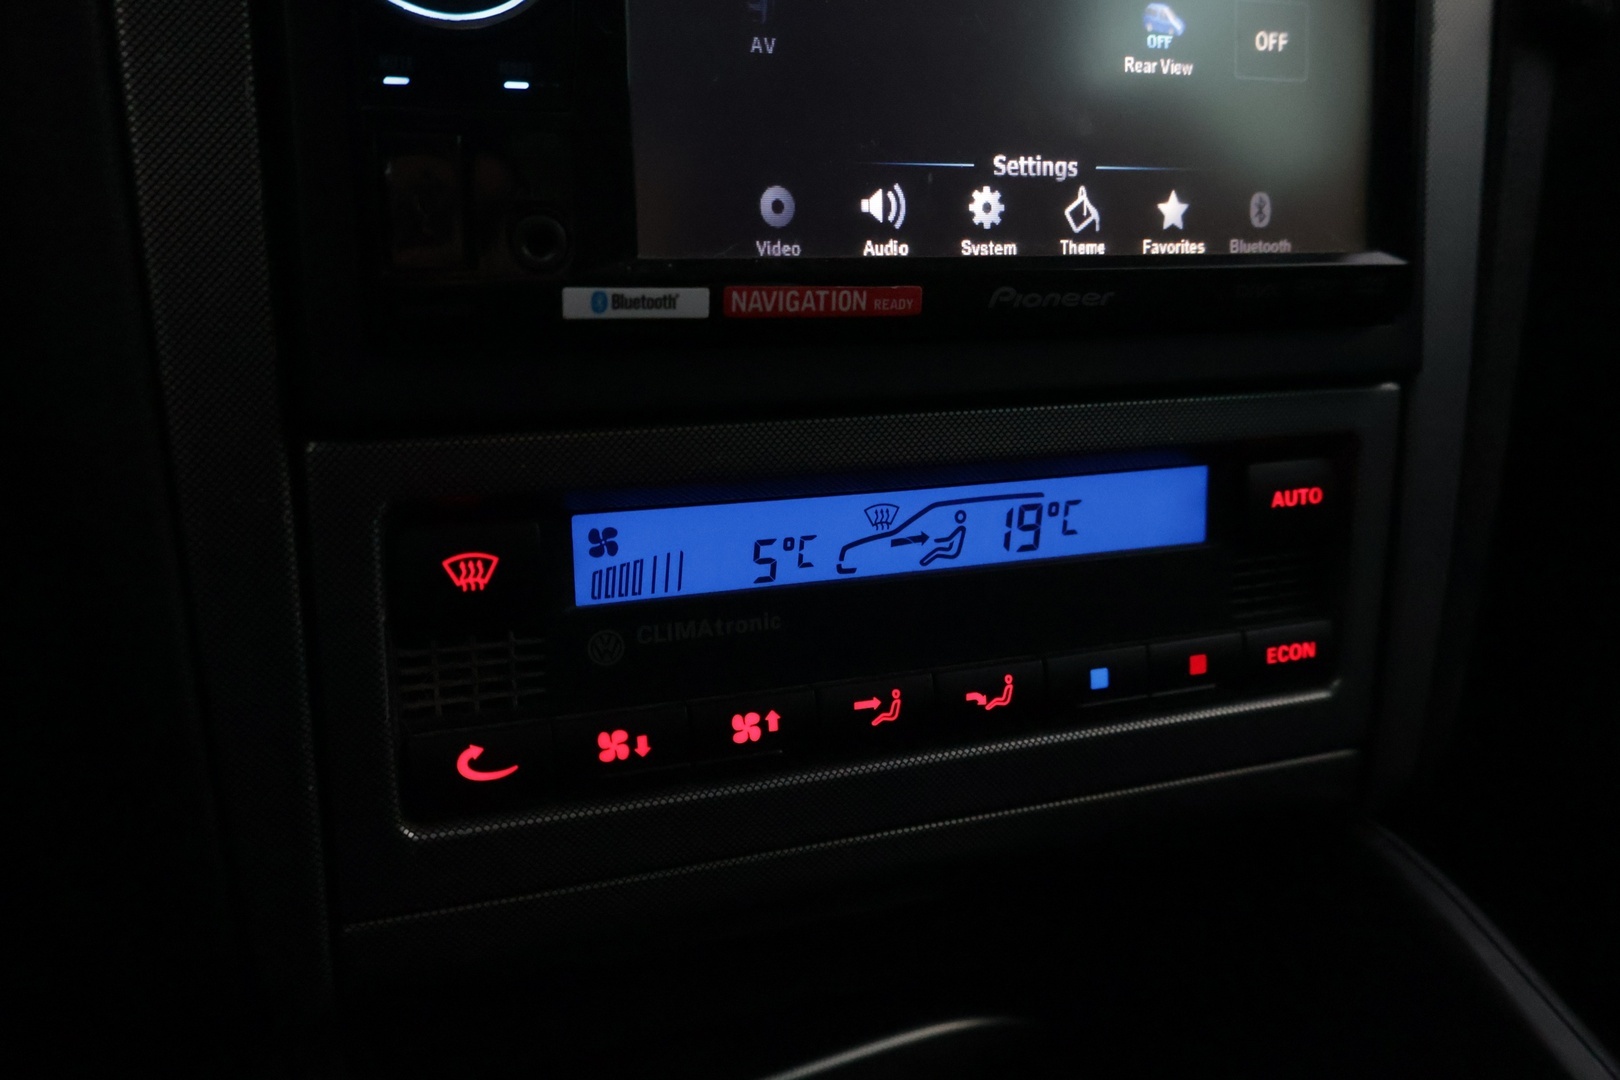 AV
OFF
OFF
Rear View
Settings
Video Audio System Theme Favorites Bluetooth
Bluetooth®
NAVIGATION READY
Pioneer
AUTO
5°C 19°C
CLIMAtronic
ECON